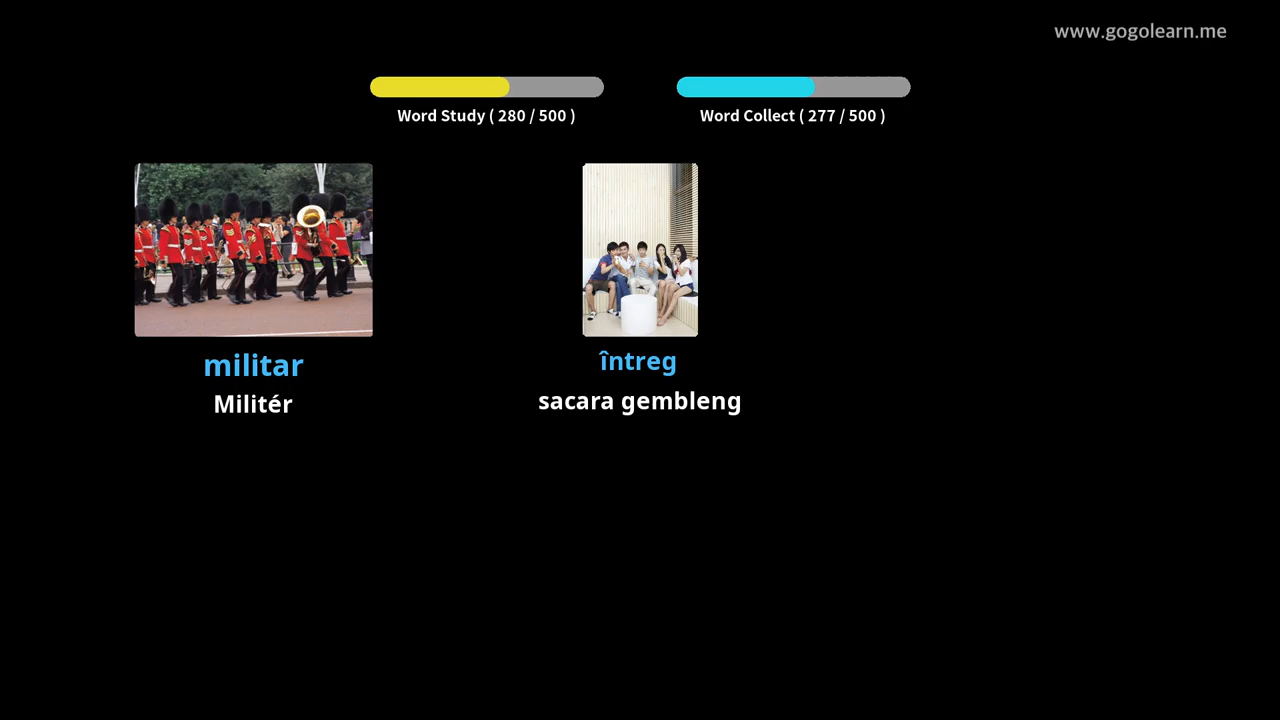 www.gogolearn.me
Word Study ( 280 / 500 )
Word Collect ( 277 / 500 )
militar
Militér
întreg
sacara gembleng